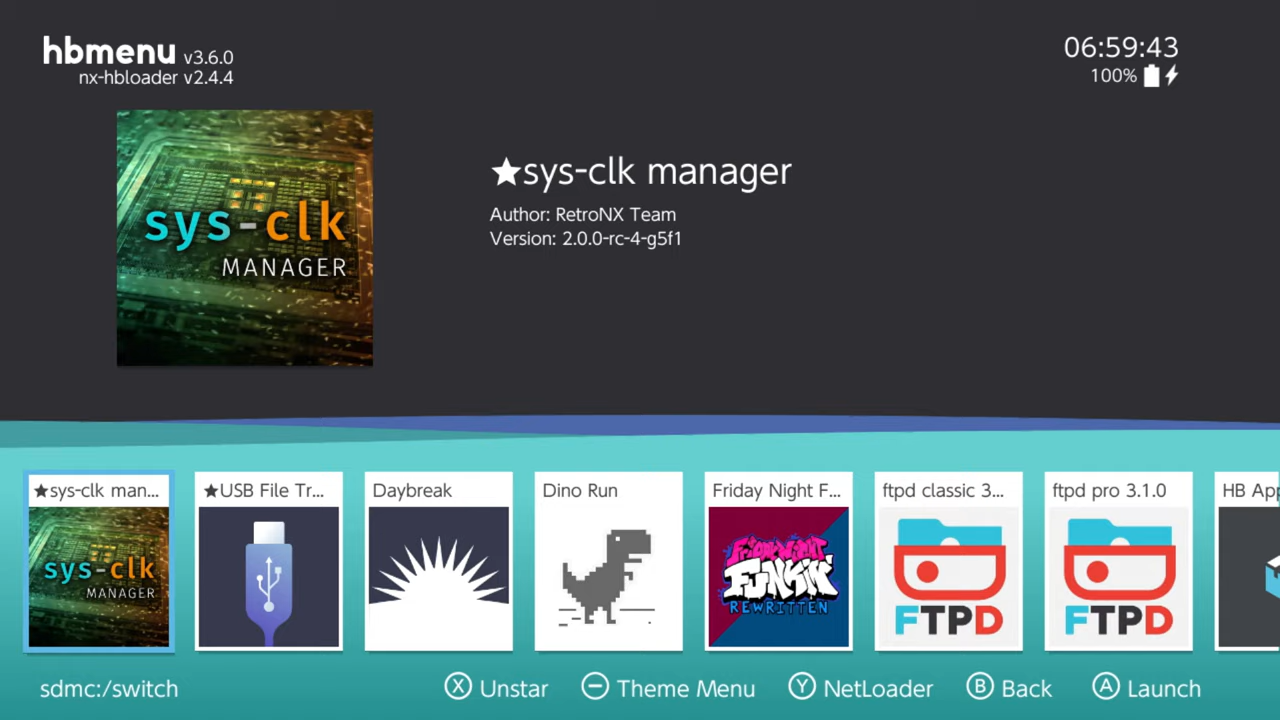 hbmenu v3.6.0
nx-hbloader v2.4.4
06:59:43
100%
sys-clk
MANAGER
★sys-clk manager
Author: RetroNX Team
Version: 2.0.0-rc-4-g5f1
★sys-clk man...
★USB File Tr...
Daybreak
Dino Run
Friday Night F...
ftpd classic 3...
ftpd pro 3.1.0
HB App
sys-clk
MANAGER
FRIDAY NIGHT
FUNKIN'
REWRITTEN
FTPD
FTPD
sdmc:/switch
X Unstar
− Theme Menu
Y NetLoader
B Back
A Launch